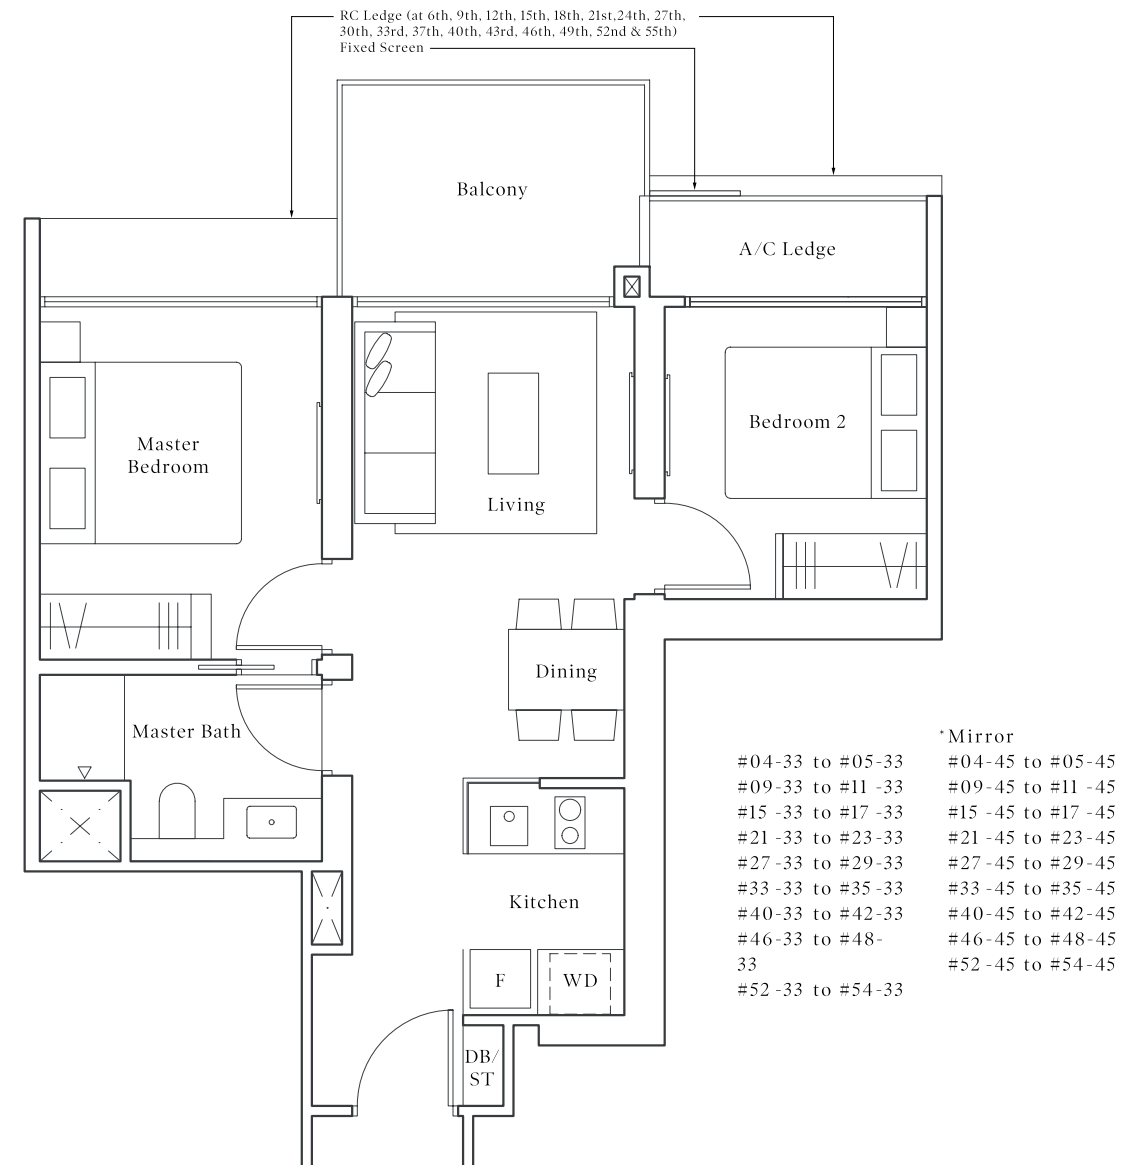 RC Ledge (at 6th, 9th, 12th, 15th, 18th, 21st,24th, 27th,
30th, 33rd, 37th, 40th, 43rd, 46th, 49th, 52nd & 55th)
Fixed Screen
Balcony
A/C Ledge
Master
Bedroom
Living
Bedroom 2
Dining
Master Bath
Kitchen
F
WD
DB/
ST
#04-33 to #05-33
#09-33 to #11 -33
#15 -33 to #17 -33
#21 -33 to #23-33
#27-33 to #29-33
#33 -33 to #35 -33
#40-33 to #42-33
#46-33 to #48-
33
#52 -33 to #54-33
*Mirror
#04-45 to #05-45
#09-45 to #11 -45
#15 -45 to #17 -45
#21 -45 to #23-45
#27 -45 to #29-45
#33 -45 to #35 -45
#40-45 to #42-45
#46-45 to #48-45
#52 -45 to #54-45